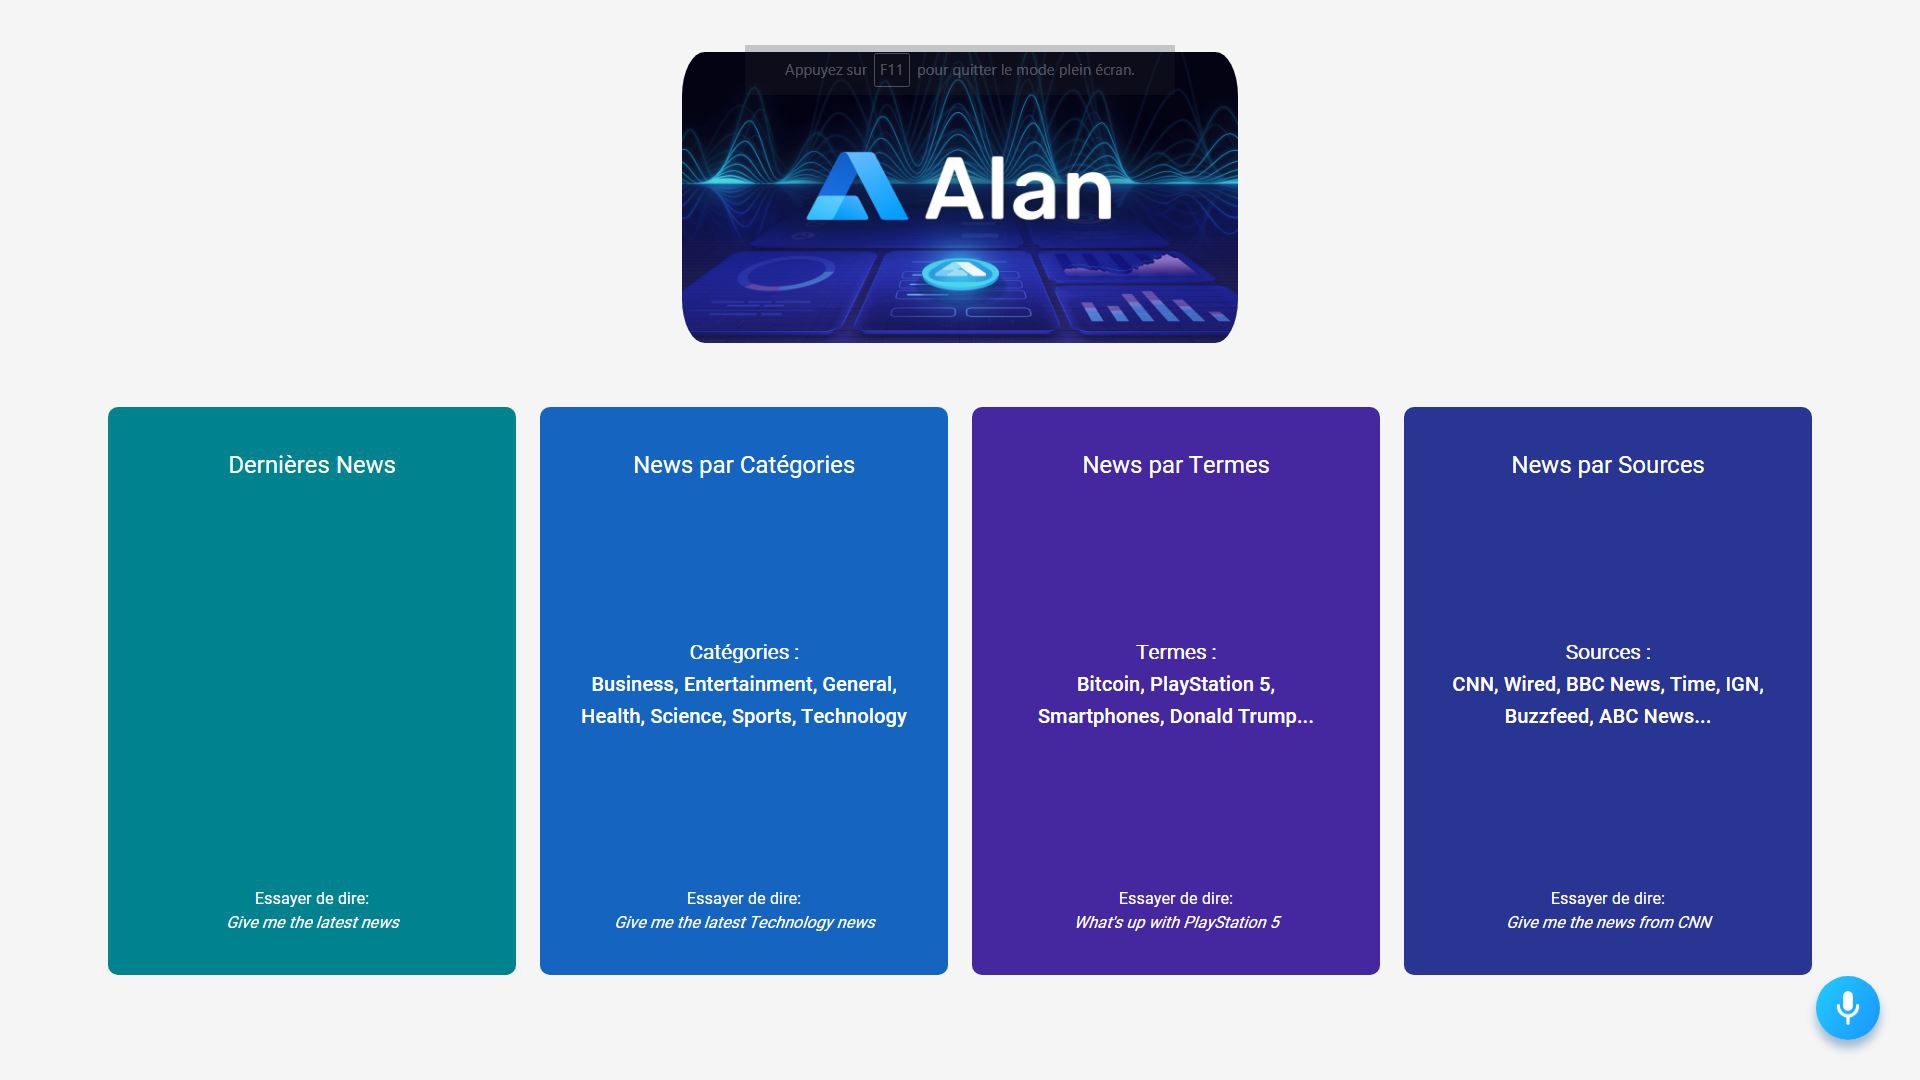 Appuyez sur F11 pour quitter le mode plein écran.
Alan
Dernières News
Essayer de dire:
Give me the latest news
News par Catégories
Catégories :
Business, Entertainment, General,
Health, Science, Sports, Technology
Essayer de dire:
Give me the latest Technology news
News par Termes
Termes :
Bitcoin, PlayStation 5,
Smartphones, Donald Trump...
Essayer de dire:
What's up with PlayStation 5
News par Sources
Sources :
CNN, Wired, BBC News, Time, IGN,
Buzzfeed, ABC News...
Essayer de dire:
Give me the news from CNN